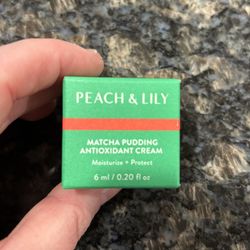 PEACH & LILY
MATCHA PUDDING
ANTIOXIDANT CREAM
Moisturize + Protect
6 ml / 0.20 fl oz